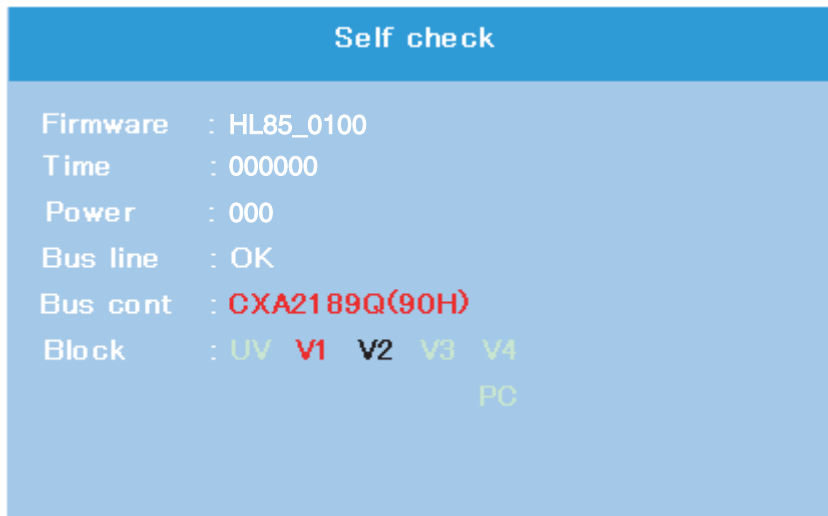 Self check
Firmware : HL85_0100
Time : 000000
Power : 000
Bus line : OK
Bus cont : CXA2189Q(90H)
Block : UV V1 V2 V3 V4
PC